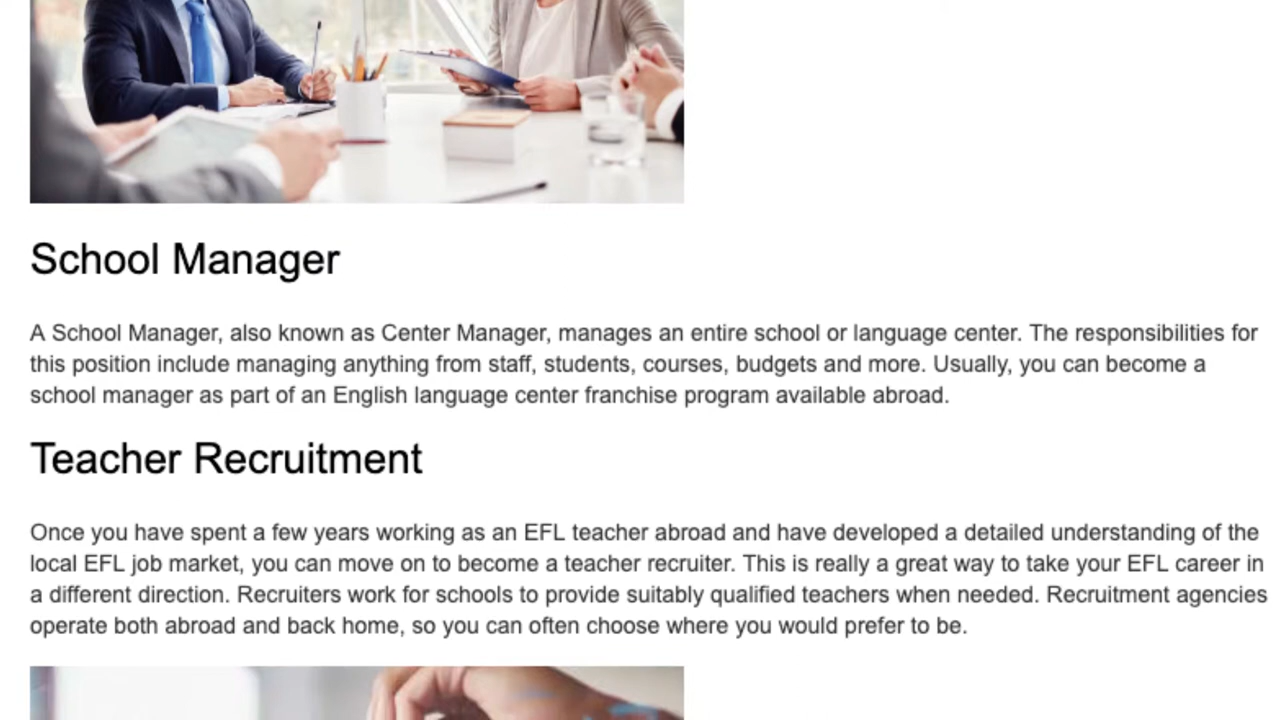 School Manager
A School Manager, also known as Center Manager, manages an entire school or language center. The responsibilities for
this position include managing anything from staff, students, courses, budgets and more. Usually, you can become a
school manager as part of an English language center franchise program available abroad.
Teacher Recruitment
Once you have spent a few years working as an EFL teacher abroad and have developed a detailed understanding of the
local EFL job market, you can move on to become a teacher recruiter. This is really a great way to take your EFL career in
a different direction. Recruiters work for schools to provide suitably qualified teachers when needed. Recruitment agencies
operate both abroad and back home, so you can often choose where you would prefer to be.